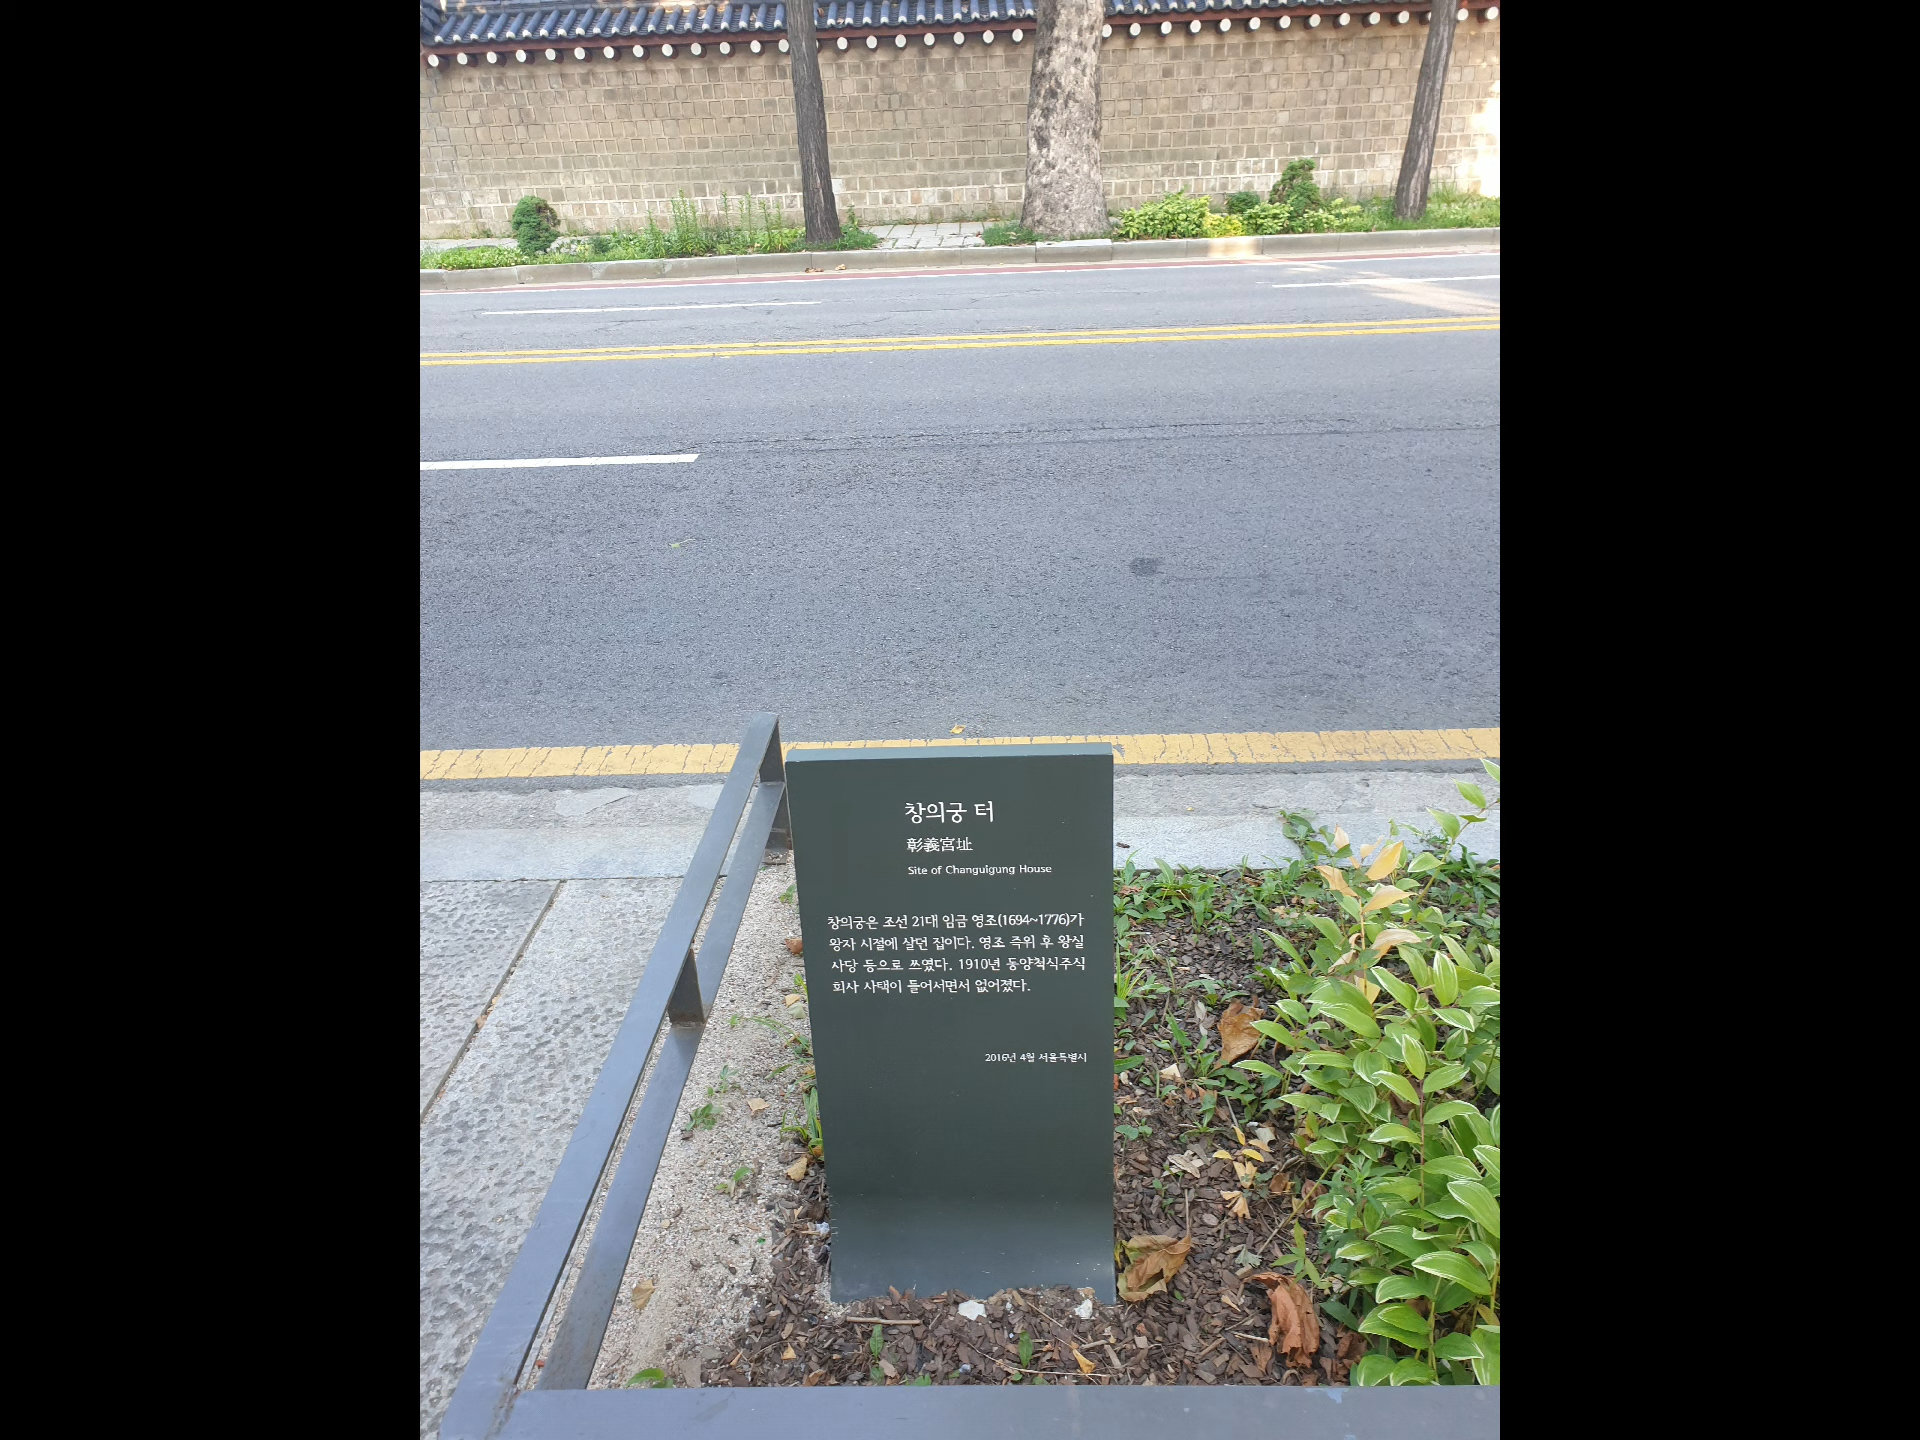 창의궁 터
彰義宮址
Site of Changuigung House
창의궁은 조선 21대 임금 영조(1694~1776)가
왕자 시절에 살던 집이다. 영조 즉위 후 왕실
사당 등으로 쓰였다. 1910년 동양척식주식
회사 사택이 들어서면서 없어졌다.
2016년 4월 서울특별시